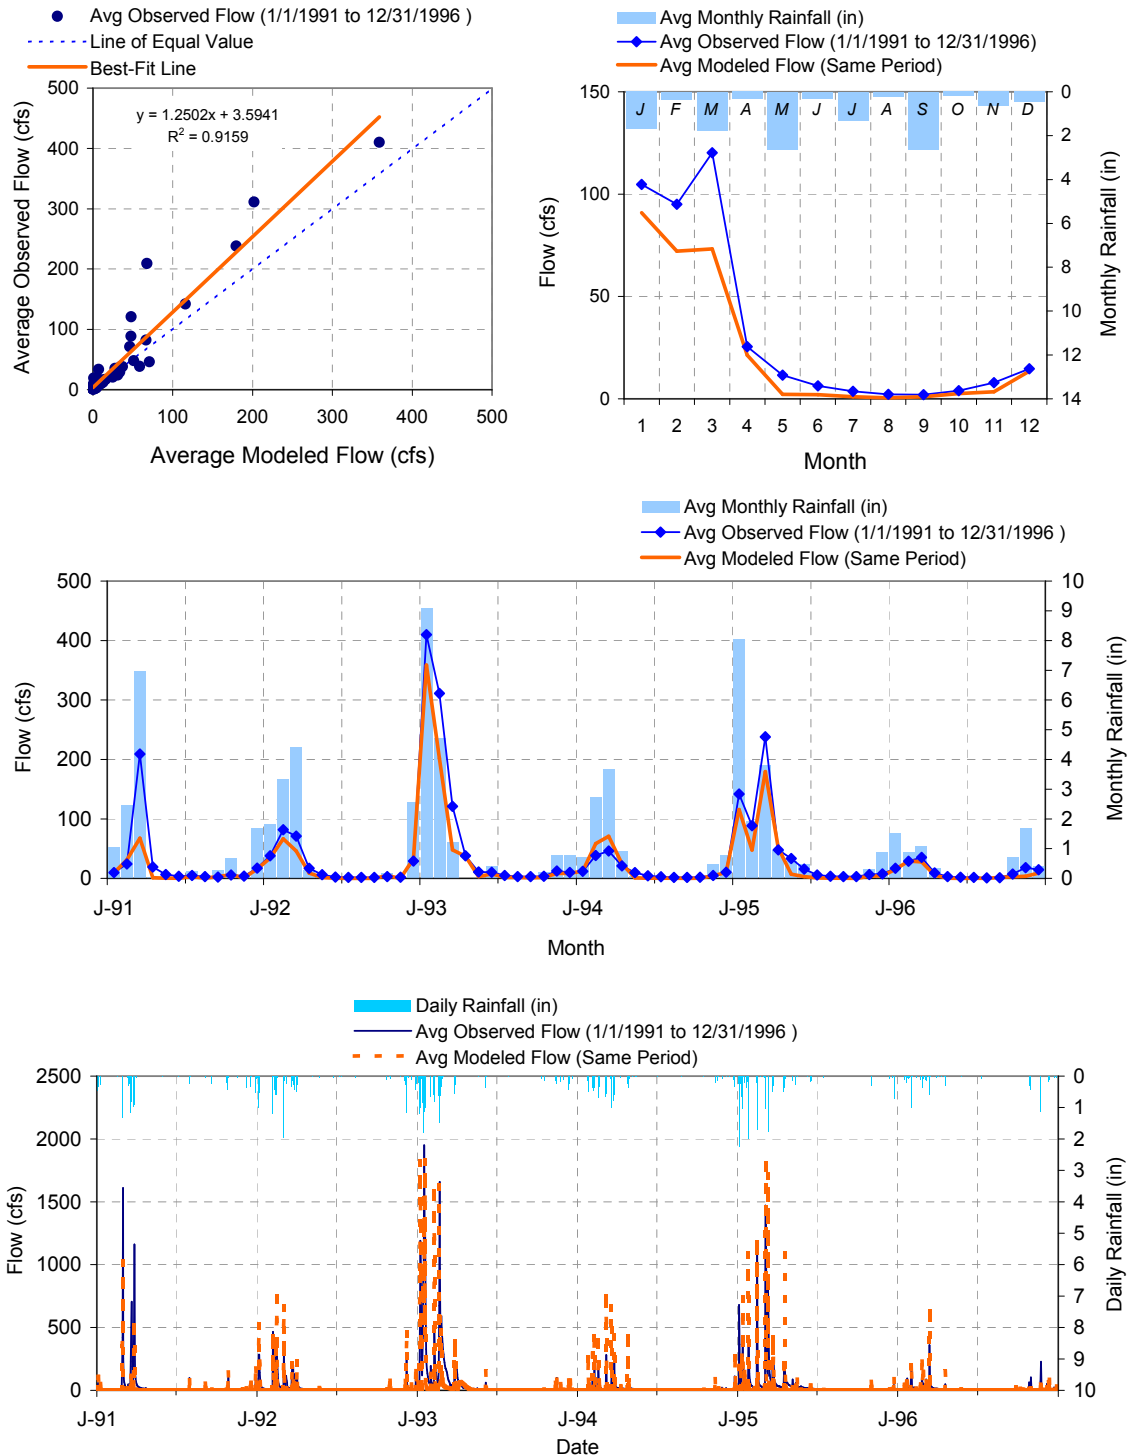 Avg Observed Flow (1/1/1991 to 12/31/1996 )
Line of Equal Value
Best-Fit Line
y = 1.2502x + 3.5941
R² = 0.9159
500
400
300
200
100
0
Average Observed Flow (cfs)
0 100 200 300 400 500
Average Modeled Flow (cfs)
Avg Monthly Rainfall (in)
Avg Observed Flow (1/1/1991 to 12/31/1996)
Avg Modeled Flow (Same Period)
J F M A M J J A S O N D
150
100
50
0
Flow (cfs)
0
2
4
6
8
10
12
14
Monthly Rainfall (in)
1 2 3 4 5 6 7 8 9 10 11 12
Month
Avg Monthly Rainfall (in)
Avg Observed Flow (1/1/1991 to 12/31/1996 )
Avg Modeled Flow (Same Period)
500
400
300
200
100
0
Flow (cfs)
10
9
8
7
6
5
4
3
2
1
0
Monthly Rainfall (in)
J-91 J-92 J-93 J-94 J-95 J-96
Month
Daily Rainfall (in)
Avg Observed Flow (1/1/1991 to 12/31/1996 )
Avg Modeled Flow (Same Period)
2500
2000
1500
1000
500
0
Flow (cfs)
0
1
2
3
4
5
6
7
8
9
10
Daily Rainfall (in)
J-91 J-92 J-93 J-94 J-95 J-96
Date